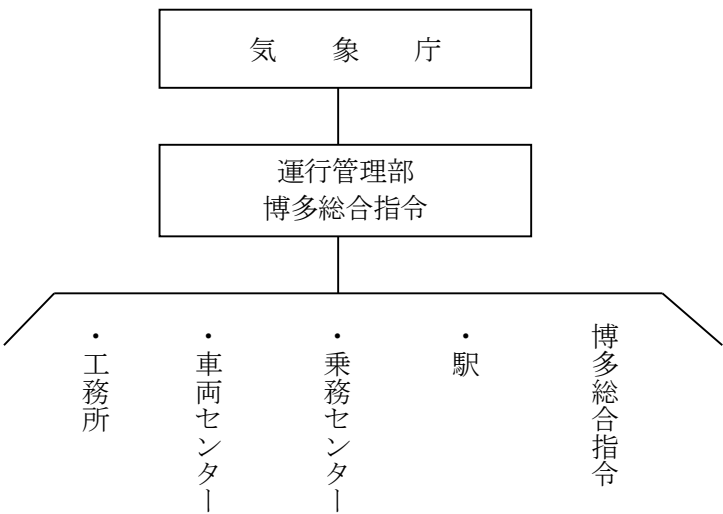 気　象　庁
運行管理部
博多総合指令
博多総合指令
・駅
・乗務センター
・車両センター
・工務所